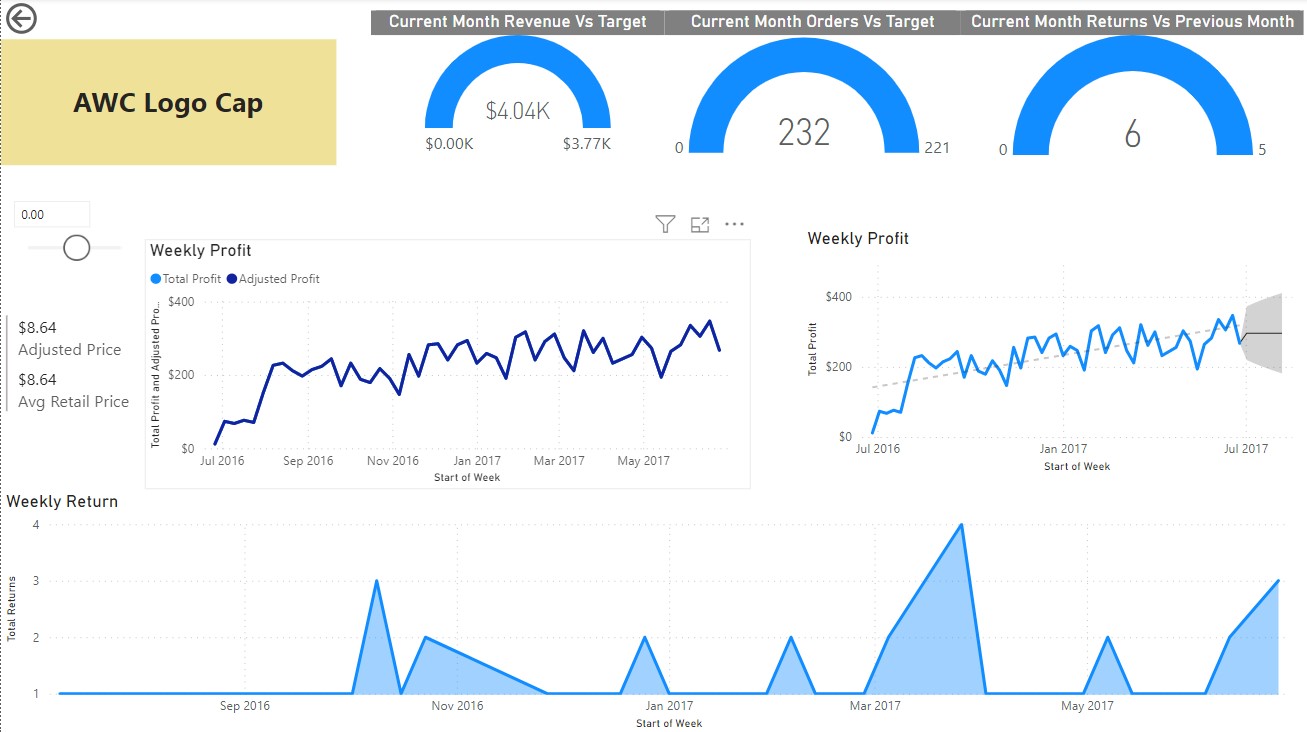 Current Month Revenue Vs Target
Current Month Orders Vs Target
Current Month Returns Vs Previous Month
AWC Logo Cap
$4.04K
$0.00K
$3.77K
232
0
221
6
0
5
0.00
$8.64
Adjusted Price
$8.64
Avg Retail Price
Weekly Profit
Total Profit
Adjusted Profit
Total Profit and Adjusted Pro...
$400
$200
$0
Jul 2016
Sep 2016
Nov 2016
Jan 2017
Mar 2017
May 2017
Start of Week
Weekly Profit
Total Profit
$400
$200
$0
Jul 2016
Jan 2017
Jul 2017
Start of Week
Weekly Return
Total Returns
4
3
2
1
Sep 2016
Nov 2016
Jan 2017
Mar 2017
May 2017
Start of Week